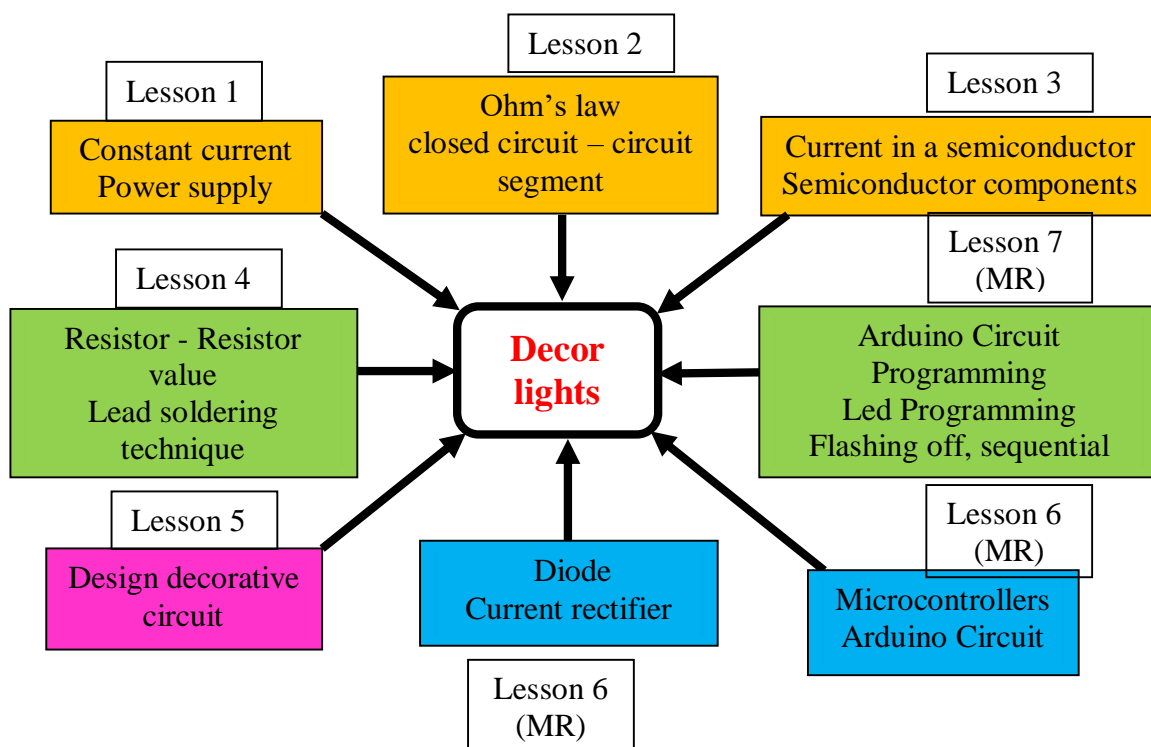 Lesson 1
Constant current
Power supply
Lesson 2
Ohm’s law
closed circuit – circuit
segment
Lesson 3
Current in a semiconductor
Semiconductor components
Lesson 4
Resistor - Resistor
value
Lead soldering
technique
Decor
lights
Lesson 7
(MR)
Arduino Circuit
Programming
Led Programming
Flashing off, sequential
Lesson 5
Design decorative
circuit
Diode
Current rectifier
Lesson 6
(MR)
Lesson 6
(MR)
Microcontrollers
Arduino Circuit